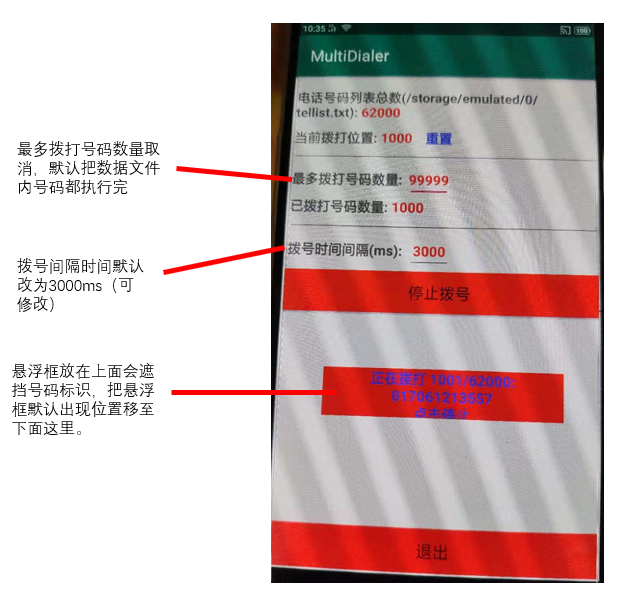 10:35
100
MultiDialer
电话号码列表总数(/storage/emulated/0/
tellist.txt): 62000
当前拨打位置: 1000 重置
最多拨打号码数量取
消，默认把数据文件
内号码都执行完
最多拨打号码数量: 99999
已拨打号码数量: 1000
拨号间隔时间默认
改为3000ms（可
修改）
拨号时间间隔(ms): 3000
停止拨号
悬浮框放在上面会遮
挡号码标识，把悬浮
框默认出现位置移至
下面这里。
正在拨打 1001/62000:
017061213557
点击停止
退出